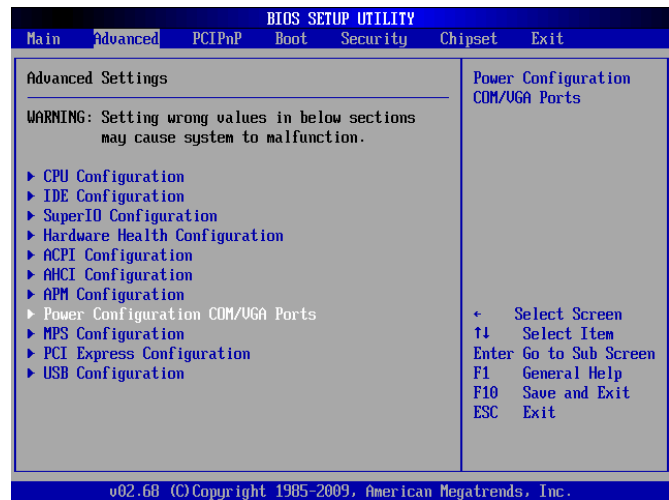 BIOS SETUP UTILITY
Main Advanced PCIPnP Boot Security Chipset Exit
Advanced Settings
WARNING: Setting wrong values in below sections
may cause system to malfunction.
▶ CPU Configuration
▶ IDE Configuration
▶ SuperIO Configuration
▶ Hardware Health Configuration
▶ ACPI Configuration
▶ AHCI Configuration
▶ APM Configuration
▶ Power Configuration COM/VGA Ports
▶ MPS Configuration
▶ PCI Express Configuration
▶ USB Configuration
Power Configuration
COM/VGA Ports
← Select Screen
↑↓ Select Item
Enter Go to Sub Screen
F1 General Help
F10 Save and Exit
ESC Exit
v02.68 (C)Copyright 1985-2009, American Megatrends, Inc.